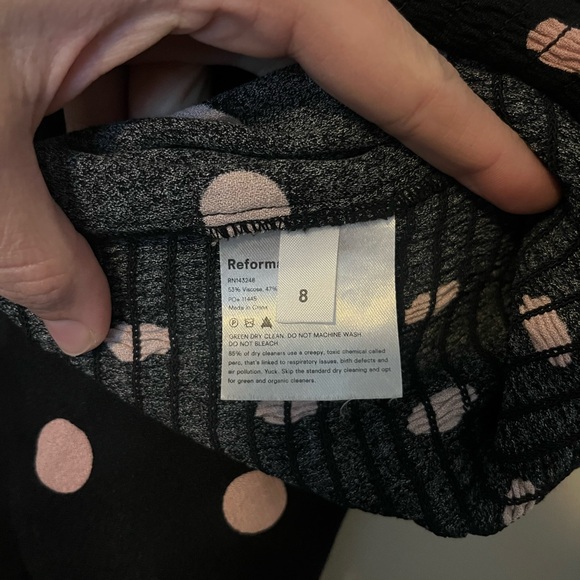 Reform
8
RN143248
53% Viscose, 47%
PO# 11445
Made in China
GREEN DRY CLEAN. DO NOT MACHINE WASH.
DO NOT BLEACH.
85% of dry cleaners use a creepy, toxic chemical called
perc, that's linked to respiratory issues, birth defects and
air pollution. Yuck. Skip the standard dry cleaning and opt
for green and organic cleaners.